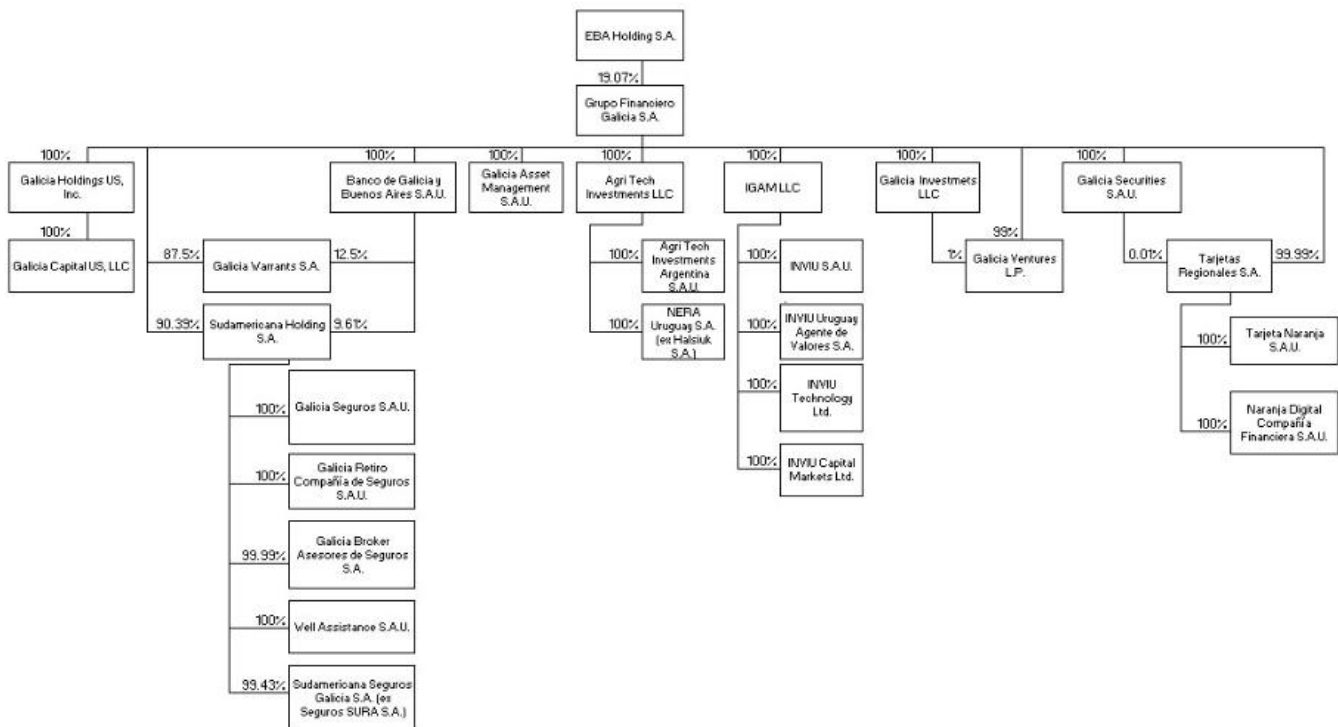 EBA Holding S.A.
19.07%
Grupo Financiero
Galicia S.A.
100%
100%
100%
100%
100%
100%
100%
100%
Galicia Holdings US,
Inc.
Banco de Galicia y
Buenos Aires S.A.U.
Galicia Asset
Management
S.A.U.
Agri Tech
Investments LLC
IGAM LLC
Galicia Investmets
LLC
Galicia Securities
S.A.U.
100%
Galicia Capital US, LLC
87.5%
Galicia Warrants S.A.
12.5%
100%
Agri Tech
Investments
Argentina
S.A.U.
100%
INVIU S.A.U.
99%
1%
Galicia Ventures
L.P.
0.01%
Tarjetas
Regionales S.A.
99.99%
90.39%
Sudamericana Holding
S.A.
9.61%
100%
NERA
Uruguay S.A.
(ex Halsiuk
S.A.)
100%
INVIU Uruguay
Agente de
Valores S.A.
100%
Tarjeta Naranja
S.A.U.
100%
INVIU
Technology
Ltd.
100%
Galicia Seguros S.A.U.
100%
Naranja Digital
Compañía
Financiera S.A.U.
100%
INVIU Capital
Markets Ltd.
100%
Galicia Retiro
Compañía de Seguros
S.A.U.
99.99%
Galicia Broker
Asesores de Seguros
S.A.
100%
Well Assistance S.A.U.
99.43%
Sudamericana Seguros
Galicia S.A. (ex
Seguros SURA S.A.)